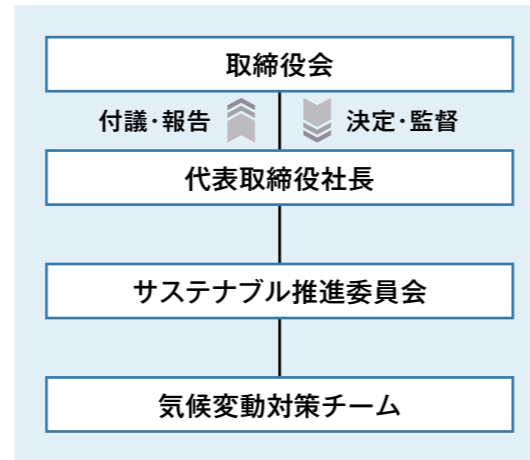 取締役会
付議・報告 決定・監督
代表取締役社長
サステナブル推進委員会
気候変動対策チーム